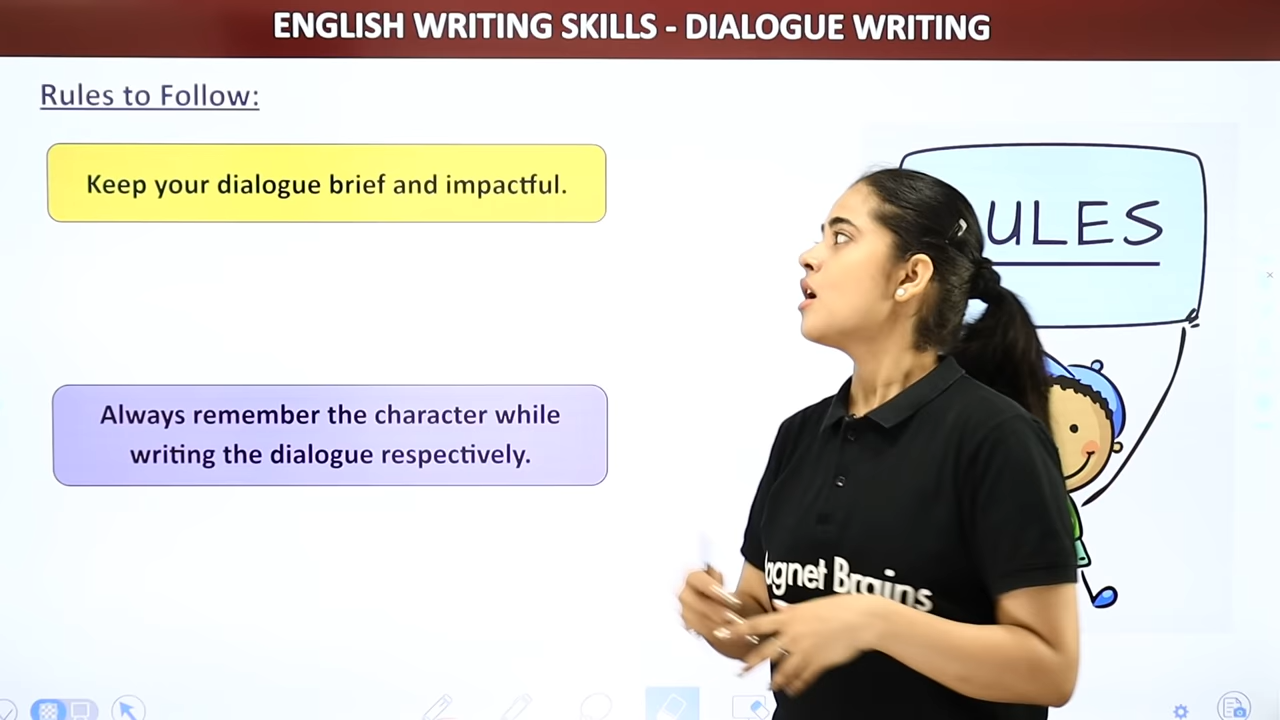 ENGLISH WRITING SKILLS - DIALOGUE WRITING
Rules to Follow:
Keep your dialogue brief and impactful.
ULES
Always remember the character while
writing the dialogue respectively.
agnet Brains